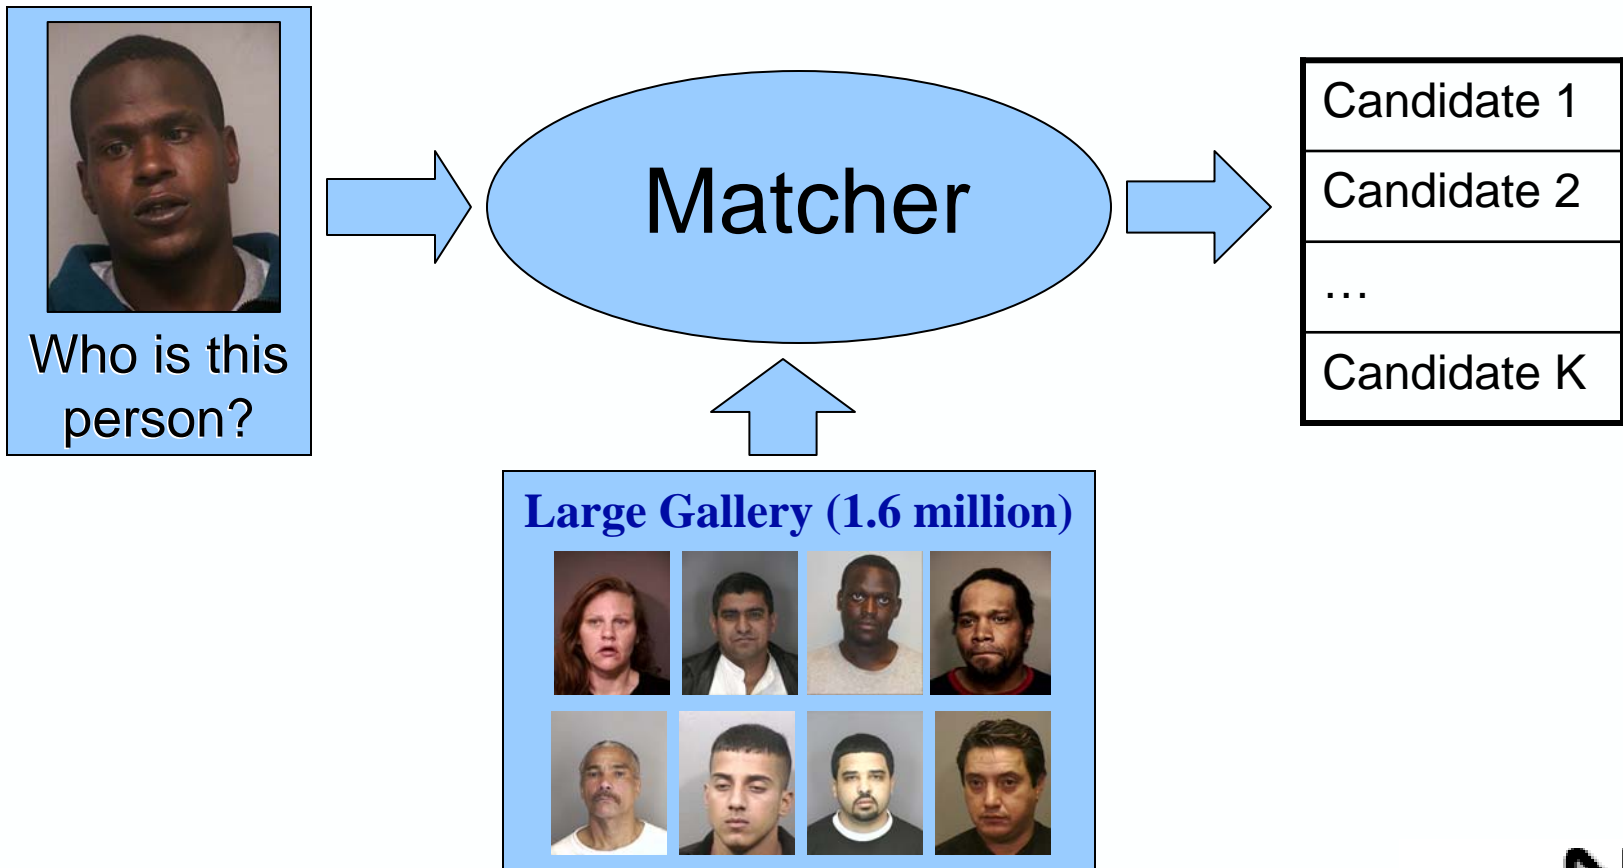 Who is this
person?
Matcher
Candidate 1
Candidate 2
…
Candidate K
Large Gallery (1.6 million)